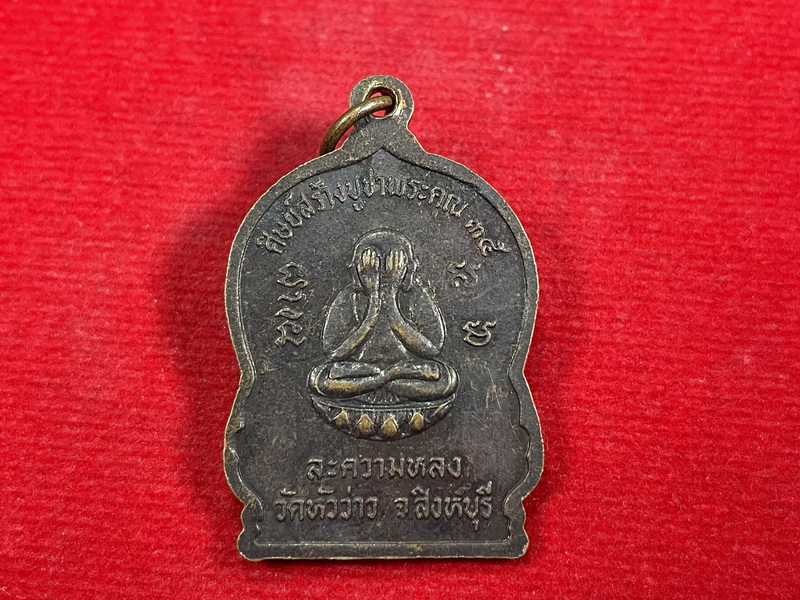 ศิษย์สร้างบูชาพระคุณ ๓๕
ละความหลง
วัดหัวว่าว จ.สิงห์บุรี